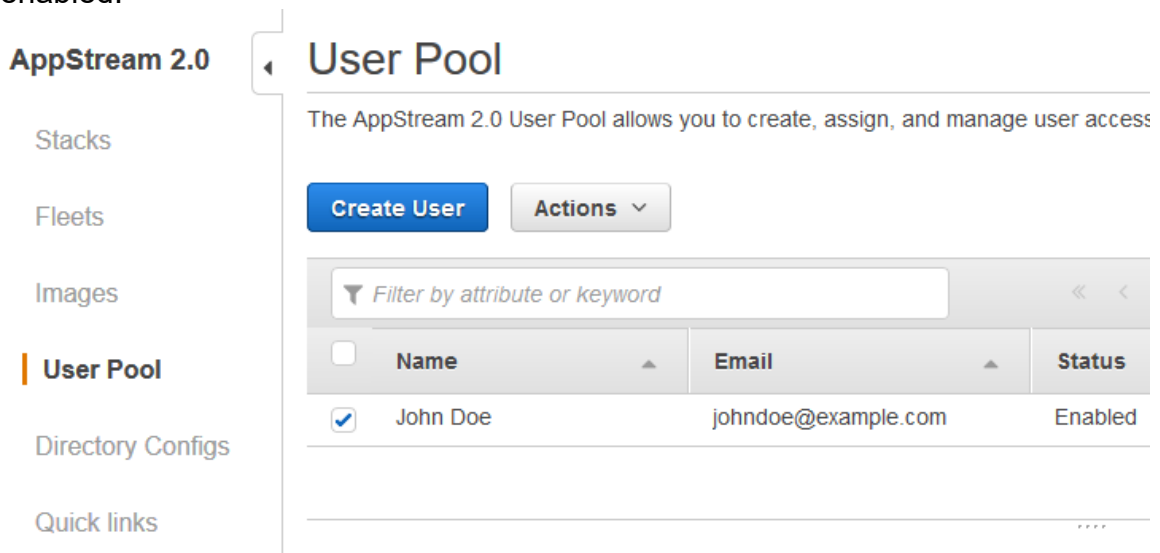 enabled.
AppStream 2.0
Stacks
Fleets
Images
User Pool
Directory Configs
Quick links
User Pool
The AppStream 2.0 User Pool allows you to create, assign, and manage user access
Create User Actions
Filter by attribute or keyword
Name Email Status
John Doe johndoe@example.com Enabled